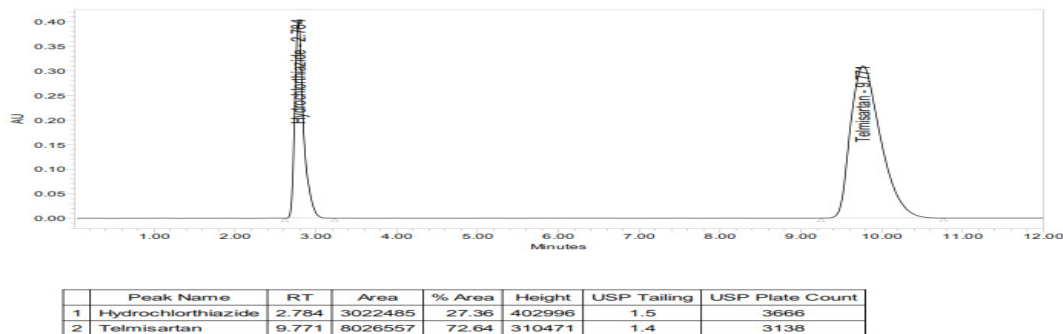 0.40
0.35
0.30
0.25
0.20
0.15
0.10
0.05
0.00
AU
Hydrochlorthiazide - 2.784
Telmisartan - 9.771
1.00 2.00 3.00 4.00 5.00 6.00 7.00 8.00 9.00 10.00 11.00 12.00
Minutes
Peak Name RT Area % Area Height USP Tailing USP Plate Count
1 Hydrochlorthiazide 2.784 3022485 27.36 402996 1.5 3666
2 Telmisartan 9.771 8026557 72.64 310471 1.4 3138